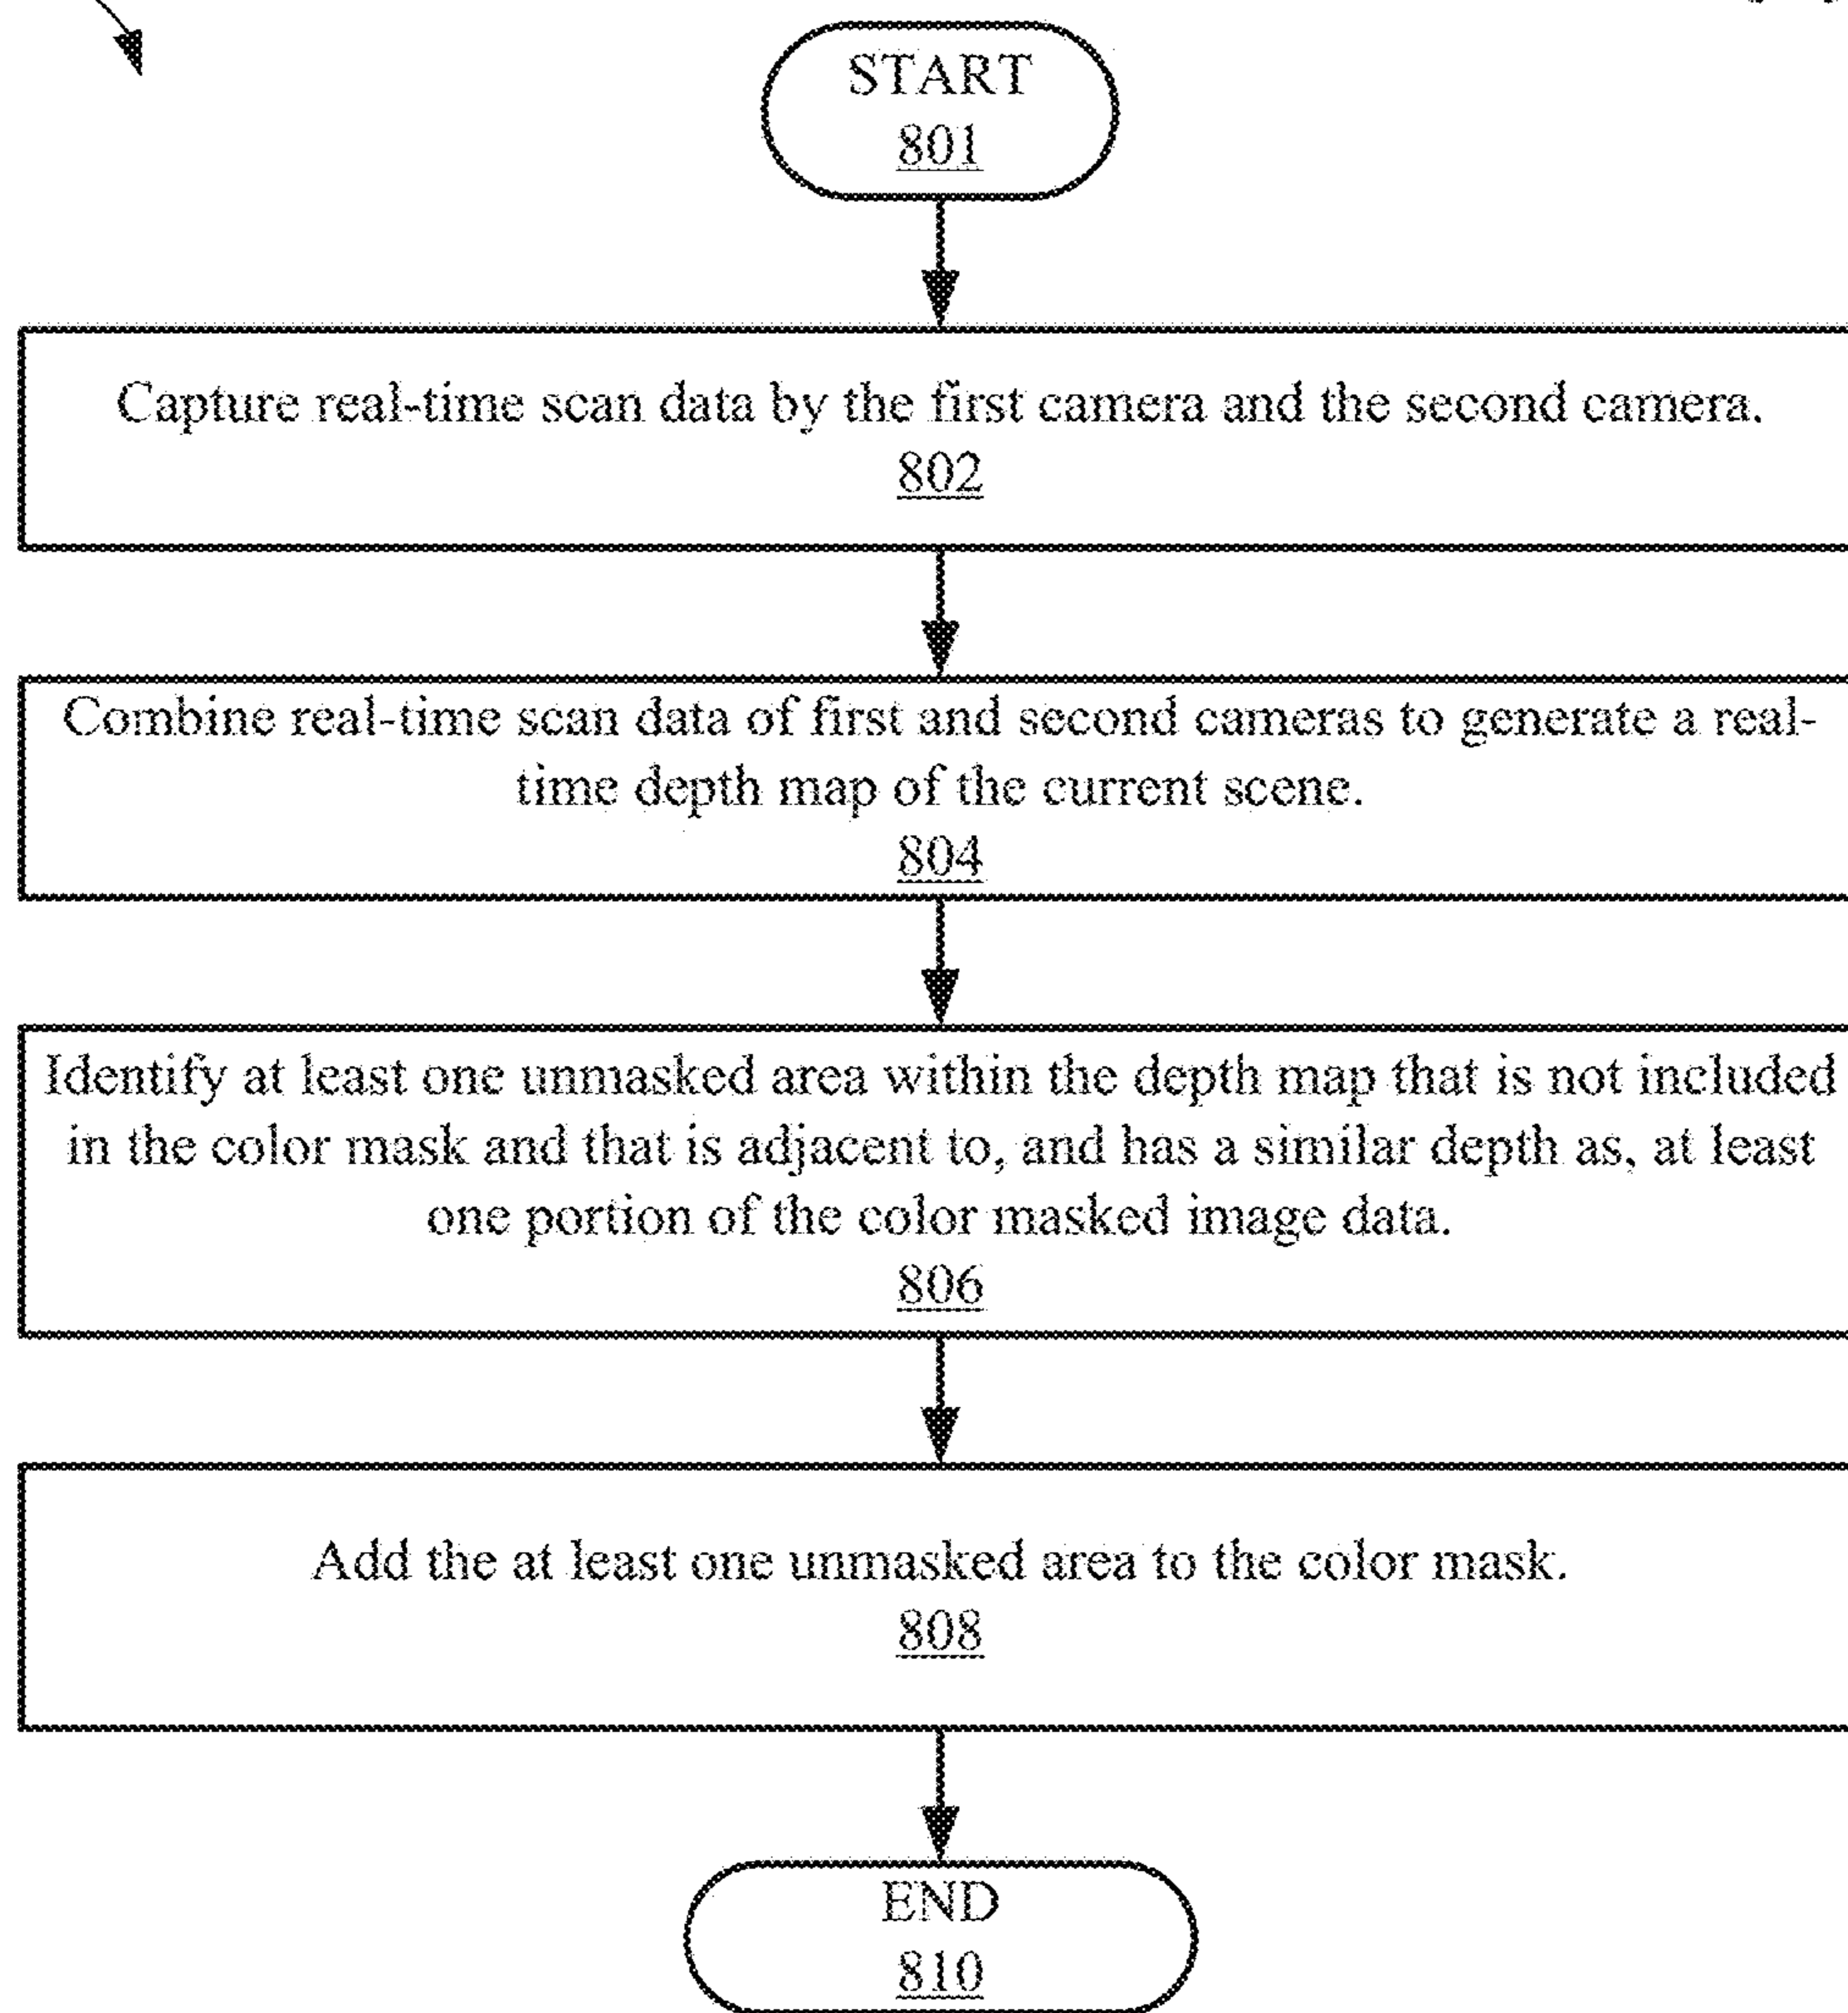 START
801
Capture real-time scan data by the first camera and the second camera.
802
Combine real-time scan data of first and second cameras to generate a real-
time depth map of the current scene.
804
Identify at least one unmasked area within the depth map that is not included
in the color mask and that is adjacent to, and has a similar depth as, at least
one portion of the color masked image data.
806
Add the at least one unmasked area to the color mask.
808
END
810